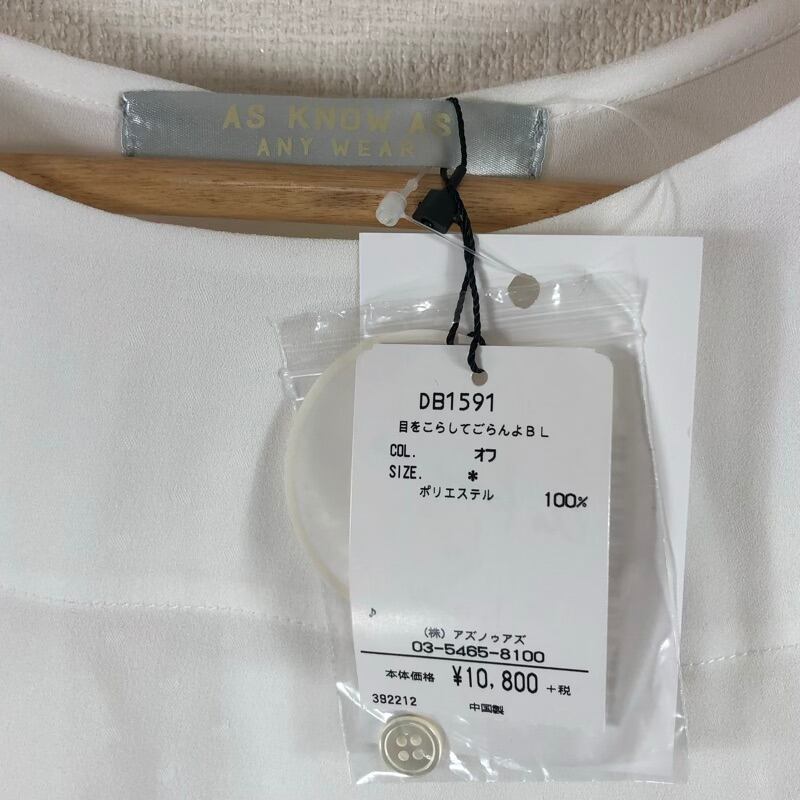 AS KNOW AS
ANY WEAR
DB1591
目をこらしてごらんよBL
COL. オフ
SIZE. *
ポリエステル 100%
♪
(株) アズノゥアズ
03-5465-8100
本体価格 ¥10,800 +税
392212 中国製